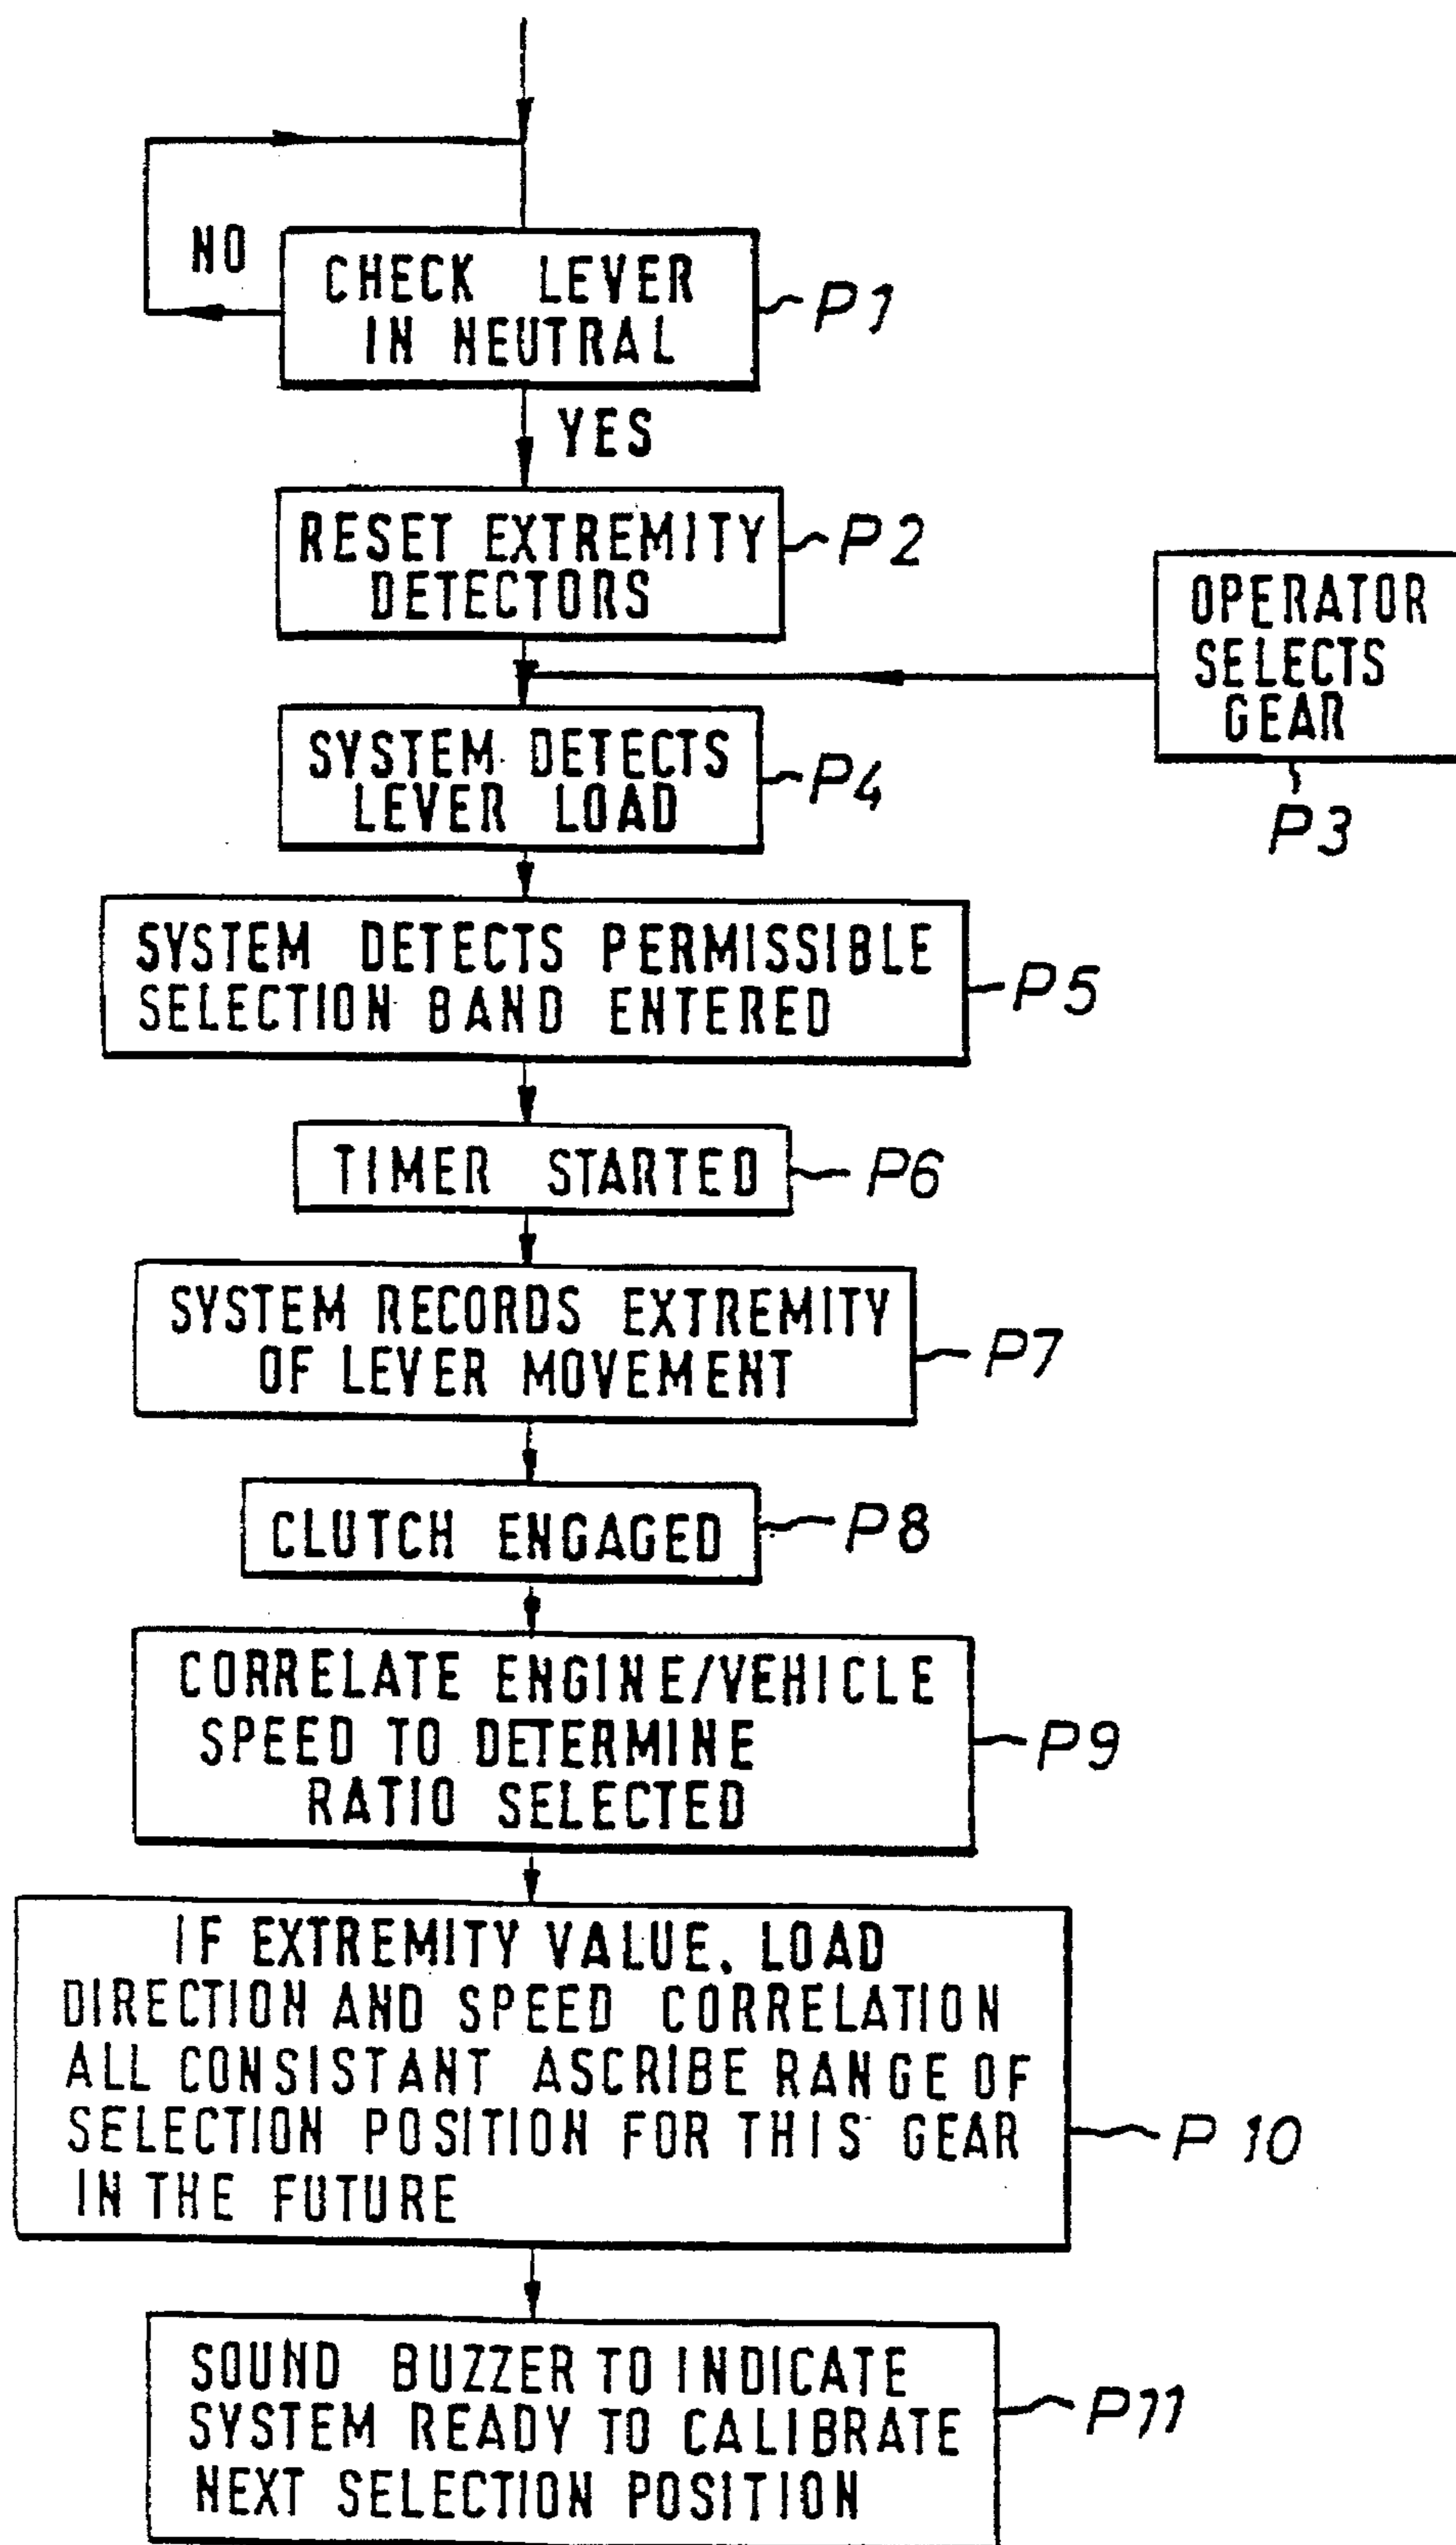 NO
CHECK LEVER
IN NEUTRAL
P1
YES
RESET EXTREMITY
DETECTORS
P2
OPERATOR
SELECTS
GEAR
P3
SYSTEM DETECTS
LEVER LOAD
P4
SYSTEM DETECTS PERMISSIBLE
SELECTION BAND ENTERED
P5
TIMER STARTED
P6
SYSTEM RECORDS EXTREMITY
OF LEVER MOVEMENT
P7
CLUTCH ENGAGED
P8
CORRELATE ENGINE/VEHICLE
SPEED TO DETERMINE
RATIO SELECTED
P9
IF EXTREMITY VALUE, LOAD
DIRECTION AND SPEED CORRELATION
ALL CONSISTANT ASCRIBE RANGE OF
SELECTION POSITION FOR THIS GEAR
IN THE FUTURE
P10
SOUND BUZZER TO INDICATE
SYSTEM READY TO CALIBRATE
NEXT SELECTION POSITION
P11